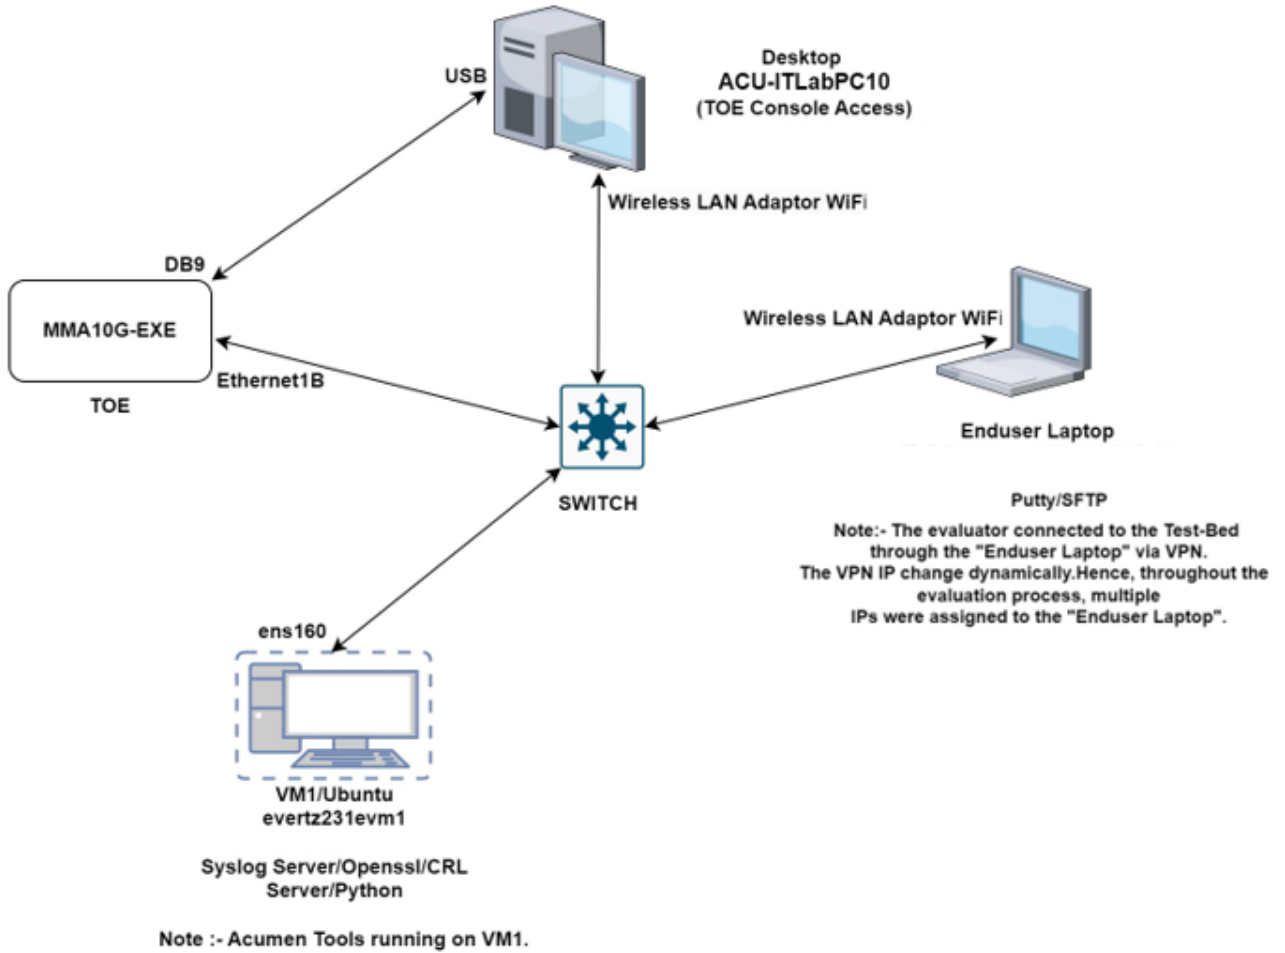 Desktop
ACU-ITLabPC10
(TOE Console Access)
USB
Wireless LAN Adaptor WiFi
DB9
MMA10G-EXE
TOE
Ethernet1B
Wireless LAN Adaptor WiFi
Enduser Laptop
SWITCH
Putty/SFTP
Note:- The evaluator connected to the Test-Bed
through the "Enduser Laptop" via VPN.
The VPN IP change dynamically.Hence, throughout the
evaluation process, multiple
IPs were assigned to the "Enduser Laptop".
ens160
VM1/Ubuntu
evertz231evm1
Syslog Server/Openssl/CRL
Server/Python
Note :- Acumen Tools running on VM1.